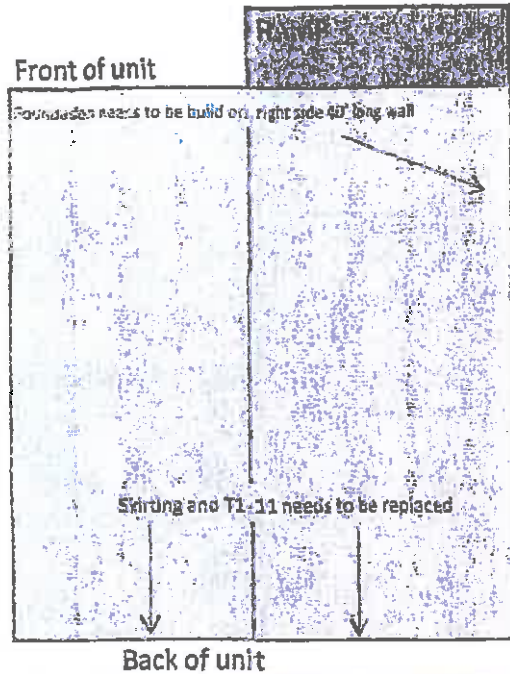 RAMP
Front of unit
needs to be build on right side 40' long wall
Skirting and T1-11 needs to be replaced
Back of unit